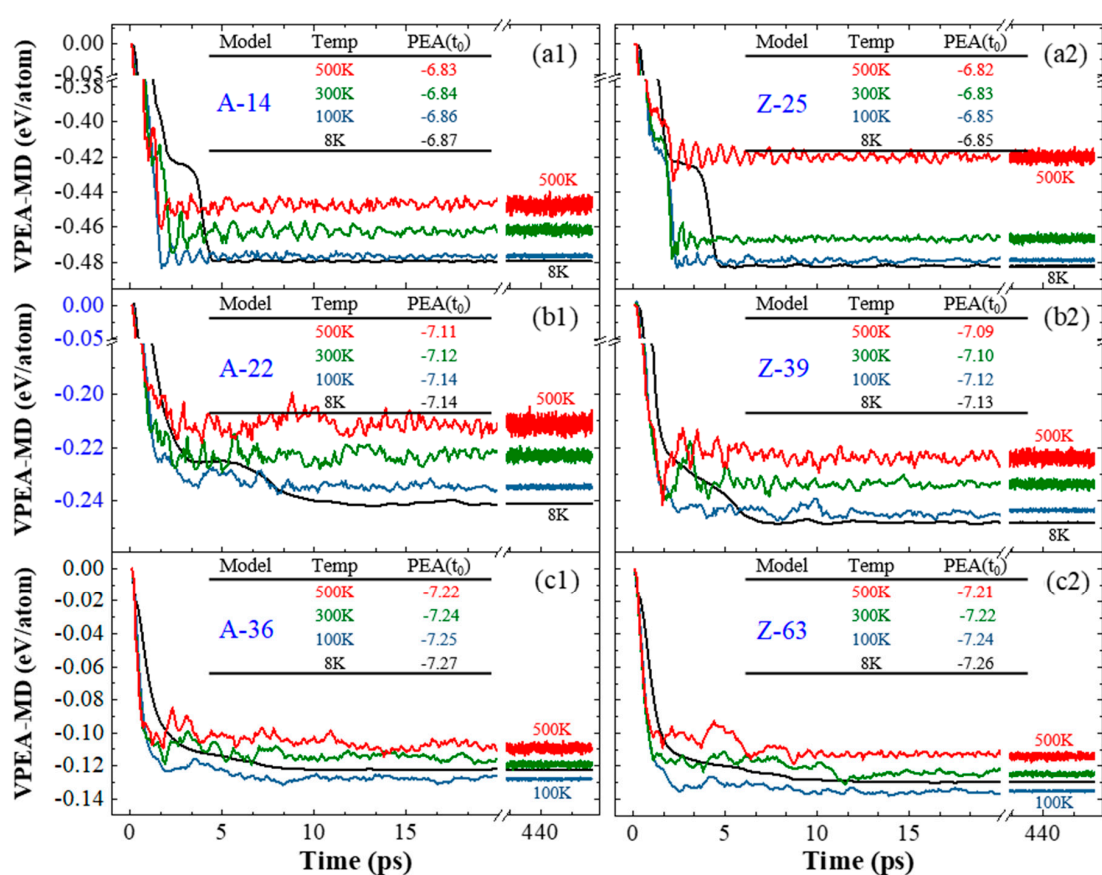 VPEA-MD (eV/atom)
0.00
-0.05
-0.38
-0.40
-0.42
-0.44
-0.46
-0.48
Model Temp PEA(t0)
(a1)
500K -6.83
300K -6.84
A-14
100K -6.86
8K -6.87
500K
8K
Model Temp PEA(t0)
(a2)
500K -6.82
300K -6.83
Z-25
100K -6.85
8K -6.85
500K
8K
VPEA-MD (eV/atom)
0.00
-0.05
-0.20
-0.22
-0.24
Model Temp PEA(t0)
(b1)
500K -7.11
300K -7.12
A-22
100K -7.14
8K -7.14
500K
8K
Model Temp PEA(t0)
(b2)
500K -7.09
300K -7.10
Z-39
100K -7.12
8K -7.13
500K
8K
VPEA-MD (eV/atom)
0.00
-0.02
-0.04
-0.06
-0.08
-0.10
-0.12
-0.14
Model Temp PEA(t0)
(c1)
500K -7.22
300K -7.24
A-36
100K -7.25
8K -7.27
500K
100K
Model Temp PEA(t0)
(c2)
500K -7.21
300K -7.22
Z-63
100K -7.24
8K -7.26
500K
100K
0 5 10 15 440
0 5 10 15 440
Time (ps)
Time (ps)